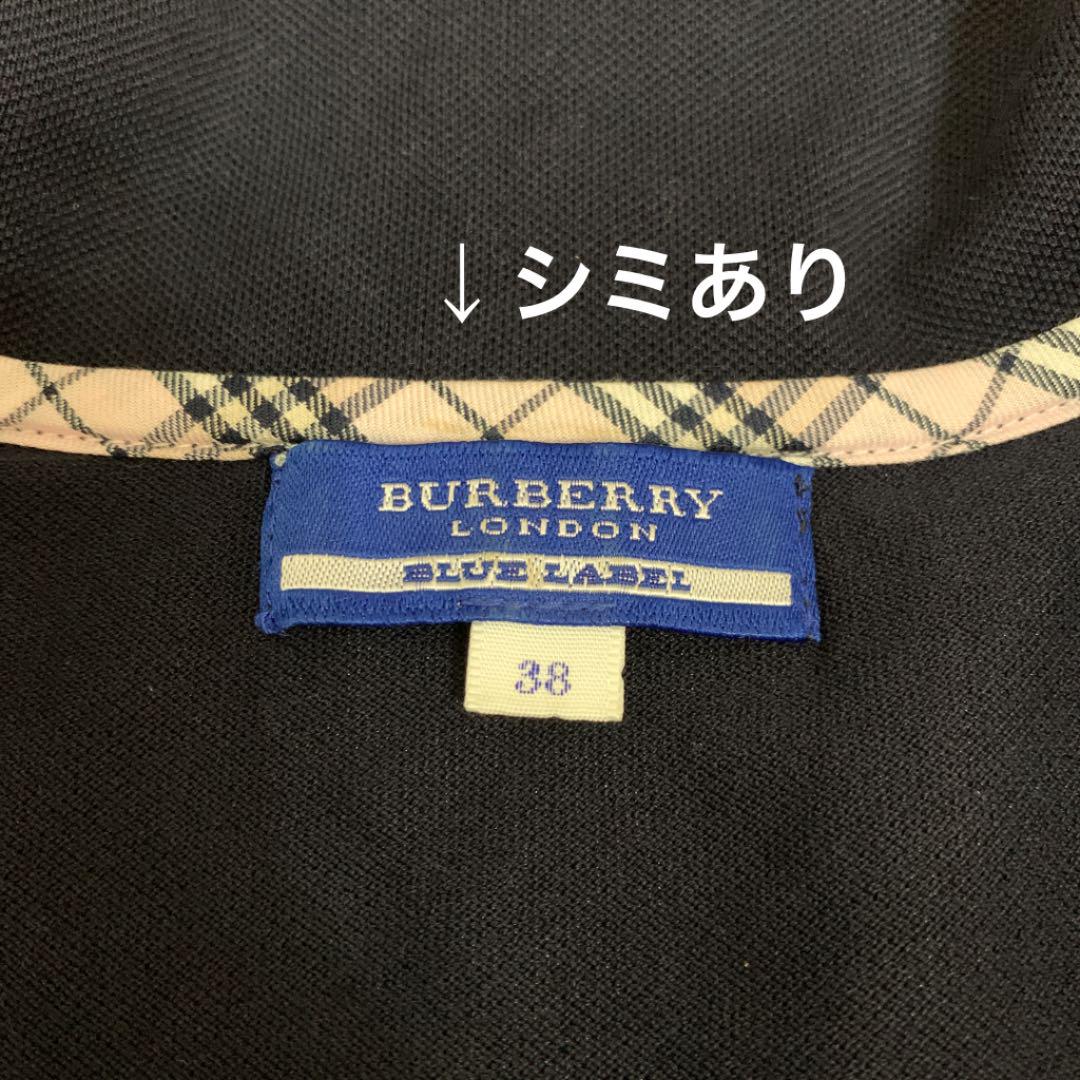 ↓シミあり
BURBERRY
LONDON
BLUE LABEL
38